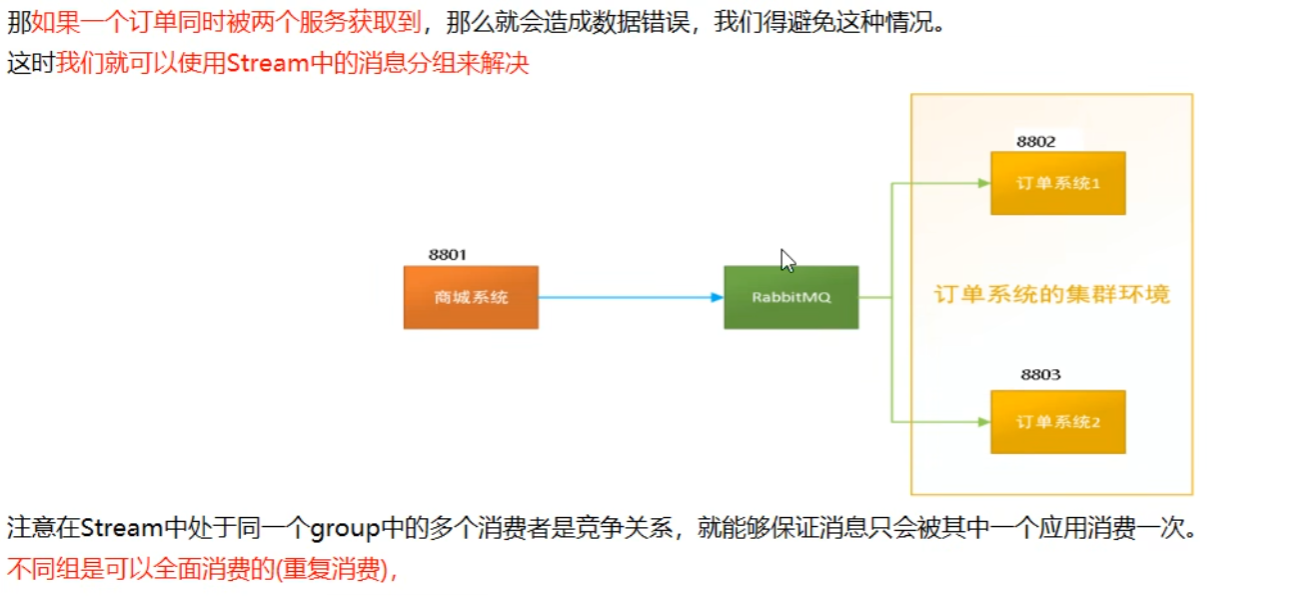 那如果一个订单同时被两个服务获取到，那么就会造成数据错误，我们得避免这种情况。
这时我们就可以使用Stream中的消息分组来解决
8802
订单系统1
8801
商城系统
RabbitMQ
订单系统的集群环境
8803
订单系统2
注意在Stream中处于同一个group中的多个消费者是竞争关系，就能够保证消息只会被其中一个应用消费一次。
不同组是可以全面消费的(重复消费)，